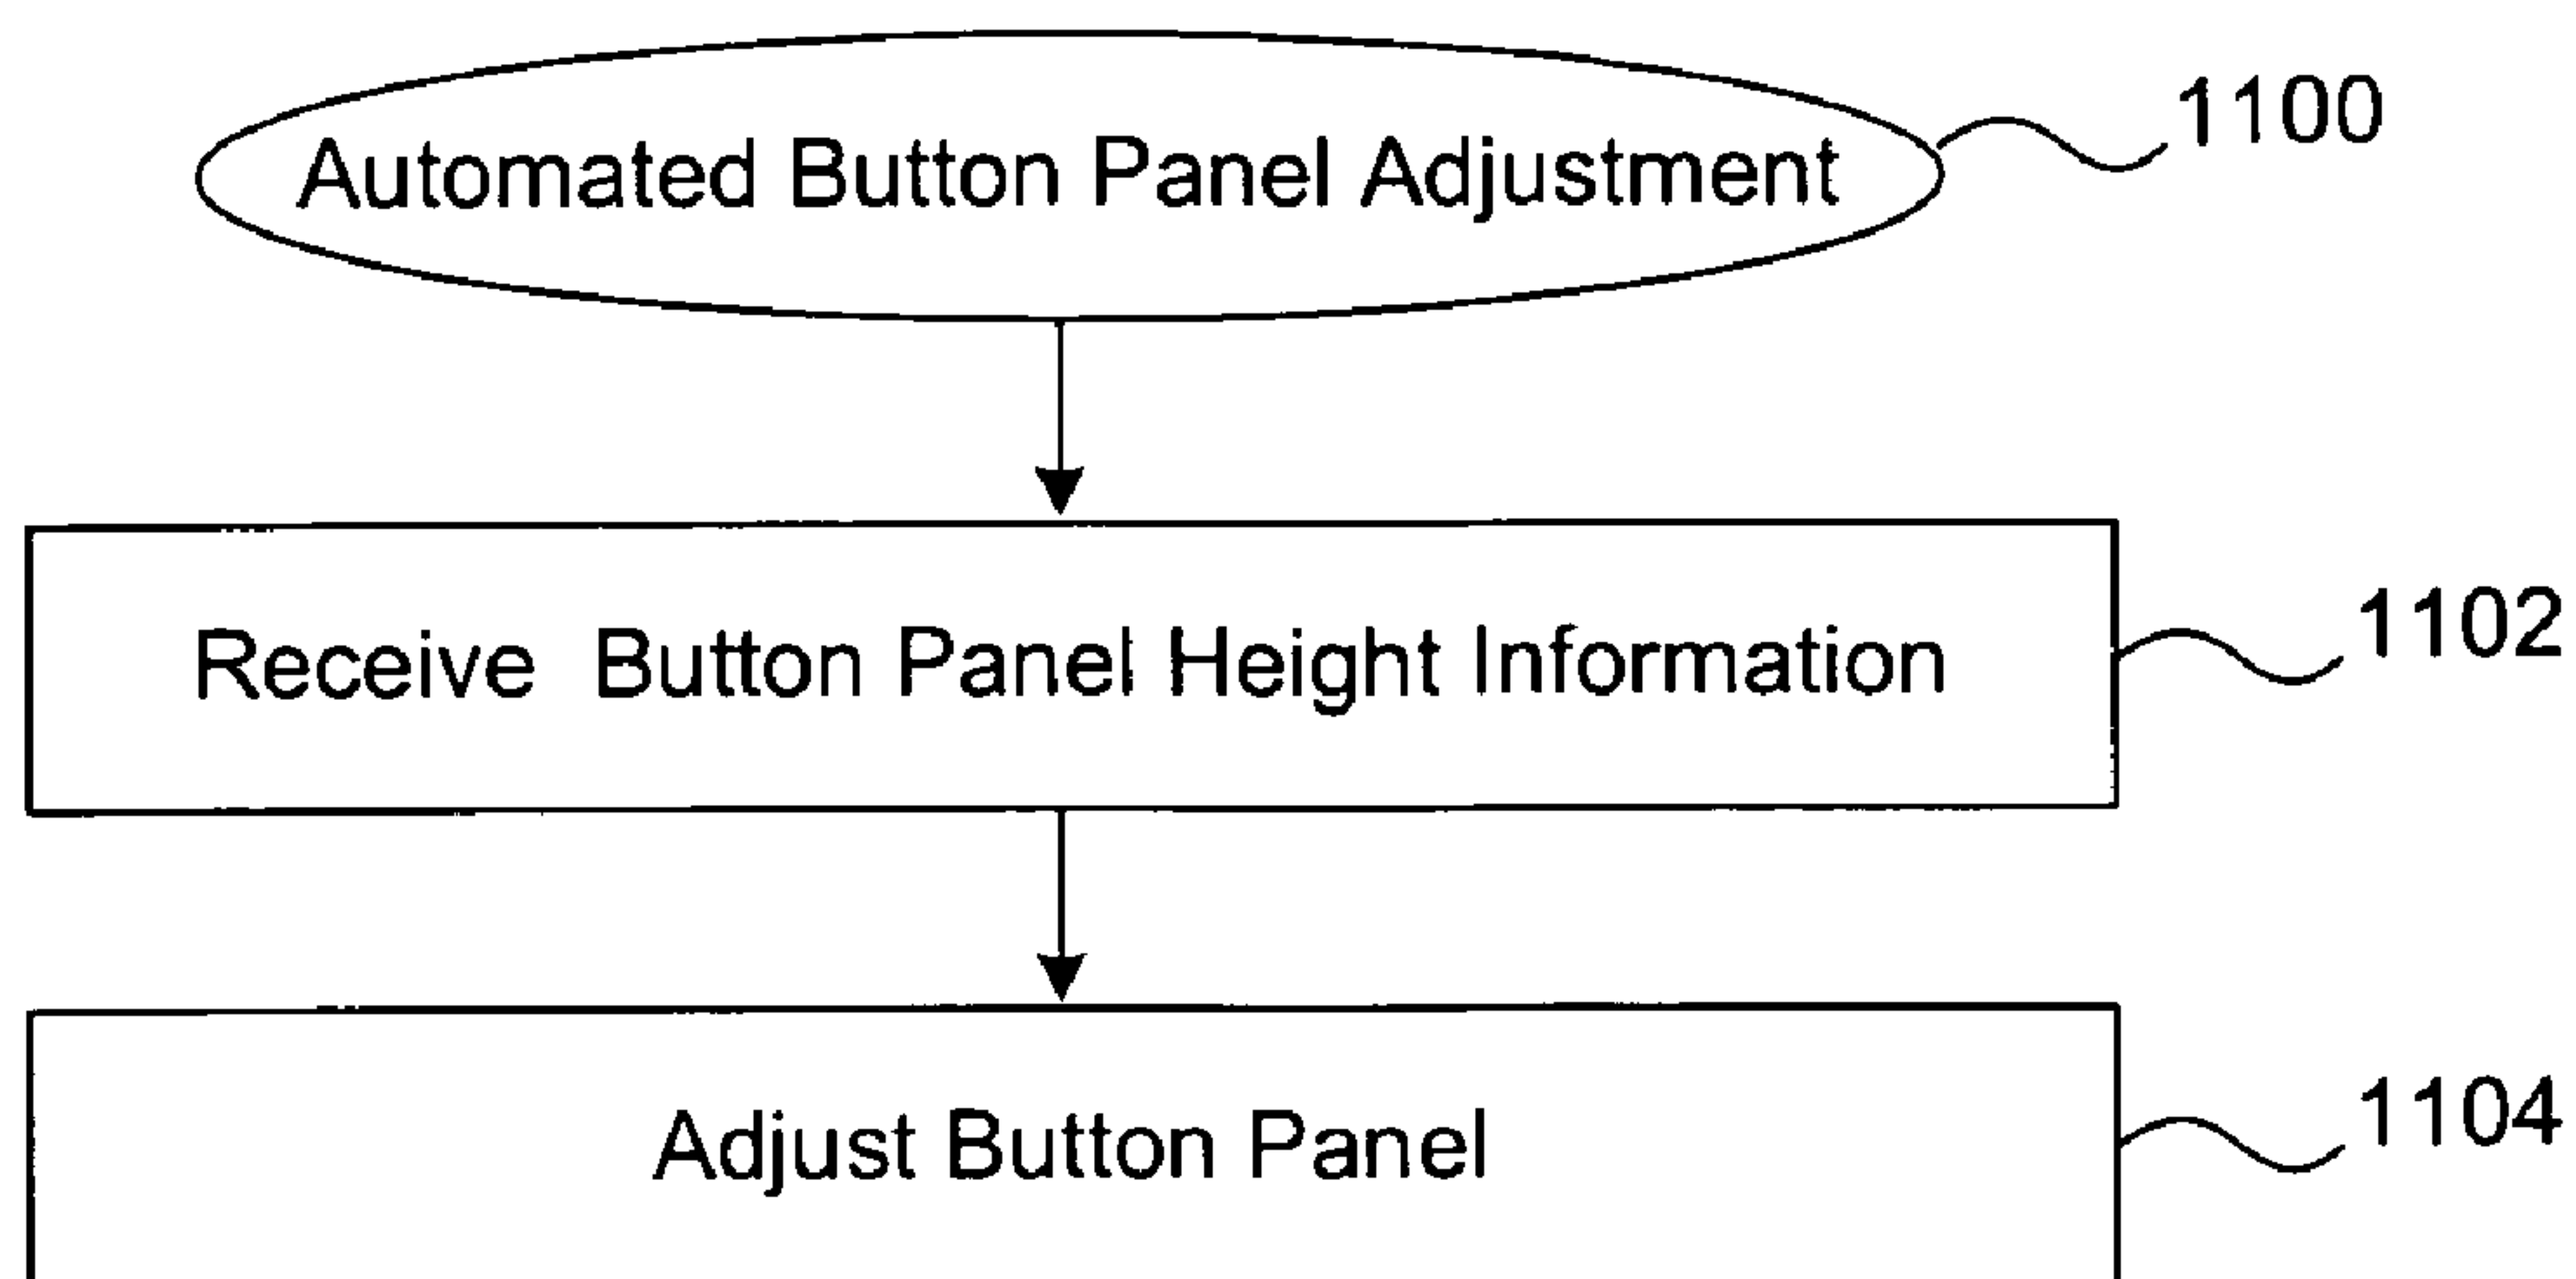 Automated Button Panel Adjustment
1100
Receive Button Panel Height Information
1102
Adjust Button Panel
1104